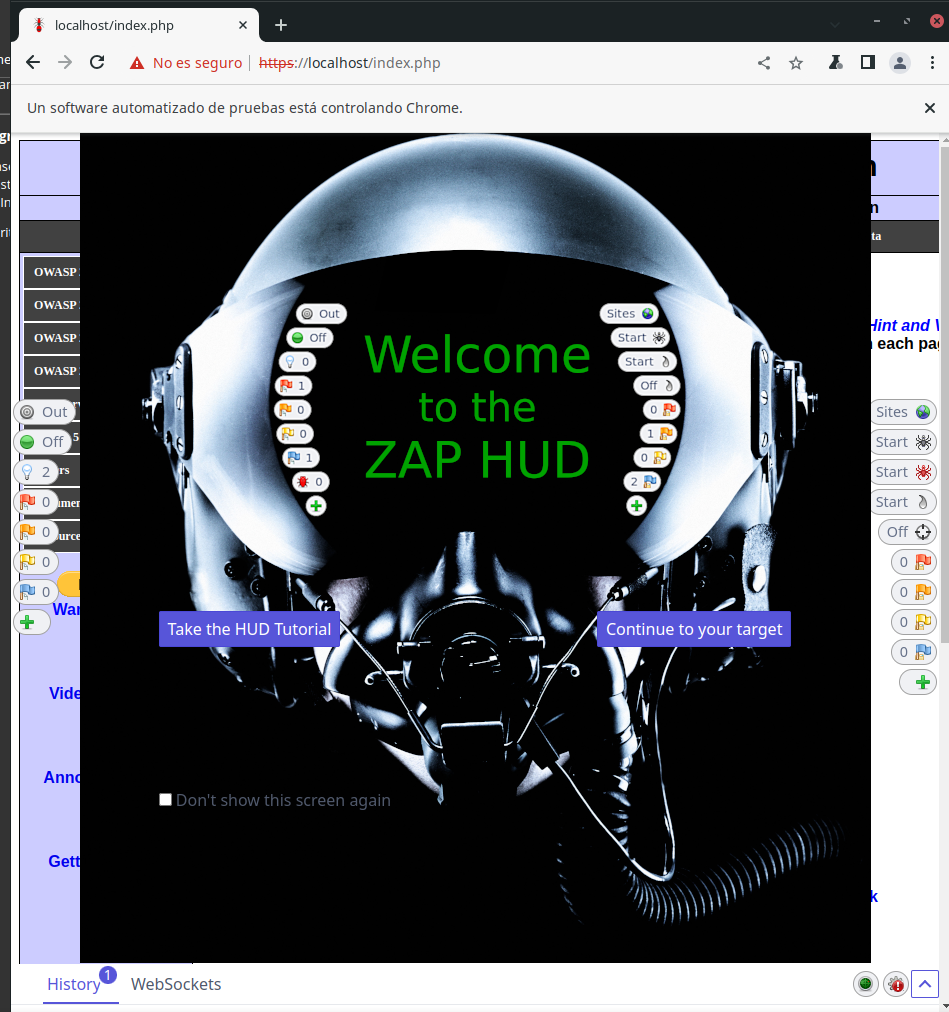 localhost/index.php
No es seguro
https://localhost/index.php
Un software automatizado de pruebas está controlando Chrome.
OWASP
OWASP
OWASP
OWASP
Hint and
each
Out
Off
2
0
0
0
0
Out
Off
0
1
0
0
1
0
Welcome
to the
ZAP HUD
Sites
Start
Start
Off
0
1
0
2
Sites
Start
Start
Start
Off
0
0
0
0
Take the HUD Tutorial
Continue to your target
Don't show this screen again
History 1
WebSockets